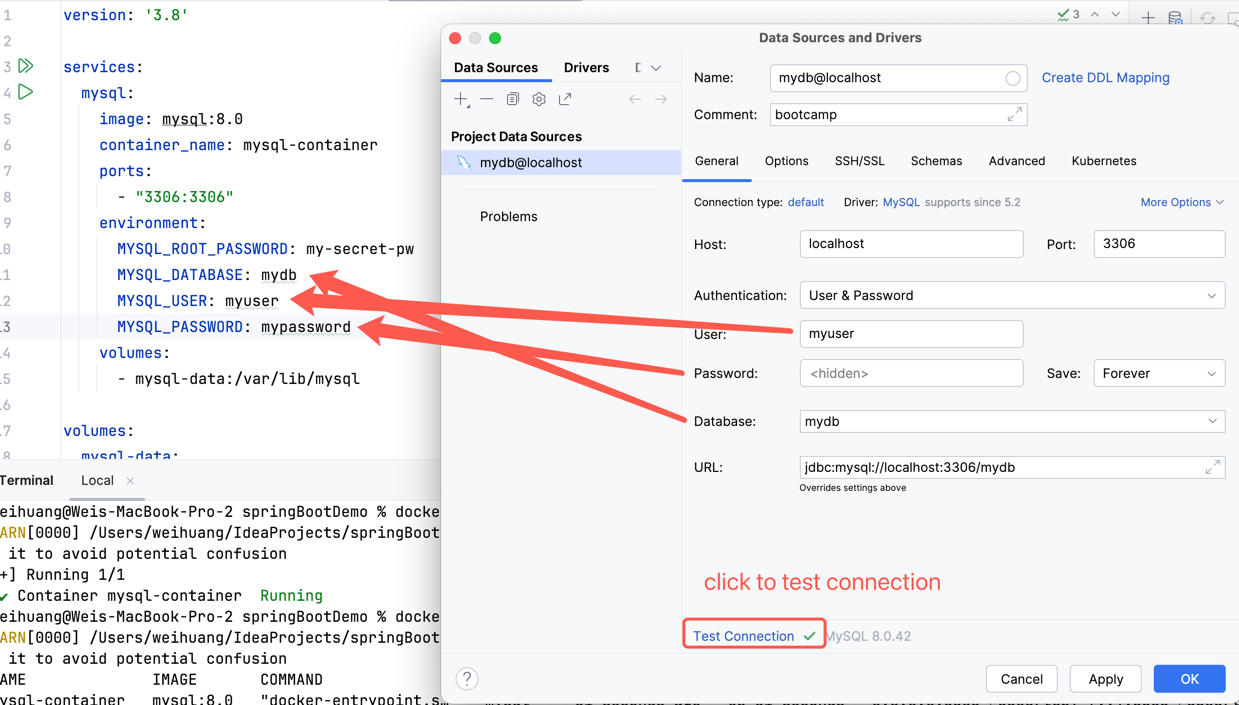 1 version: '3.8'
2
3 services:
4 mysql:
5 image: mysql:8.0
6 container_name: mysql-container
7 ports:
8 - "3306:3306"
9 environment:
0 MYSQL_ROOT_PASSWORD: my-secret-pw
1 MYSQL_DATABASE: mydb
2 MYSQL_USER: myuser
3 MYSQL_PASSWORD: mypassword
4 volumes:
5 - mysql-data:/var/lib/mysql
6
7 volumes:
8 mysql-data:
3
Terminal Local
eihuang@Weis-MacBook-Pro-2 springBootDemo % docke
ARN[0000] /Users/weihuang/IdeaProjects/springBoot
it to avoid potential confusion
+] Running 1/1
✔ Container mysql-container Running
eihuang@Weis-MacBook-Pro-2 springBootDemo % docke
ARN[0000] /Users/weihuang/IdeaProjects/springBoot
it to avoid potential confusion
AME IMAGE COMMAND
ysql-container mysql:8.0 "docker-entrypoint.s
Data Sources and Drivers
Data Sources Drivers
Project Data Sources
mydb@localhost
Problems
Name: mydb@localhost Create DDL Mapping
Comment: bootcamp
General Options SSH/SSL Schemas Advanced Kubernetes
Connection type: default Driver: MySQL supports since 5.2 More Options
Host: localhost Port: 3306
Authentication: User & Password
User: myuser
Password: <hidden> Save: Forever
Database: mydb
URL: jdbc:mysql://localhost:3306/mydb
Overrides settings above
click to test connection
Test Connection ✓ MySQL 8.0.42
? Cancel Apply OK